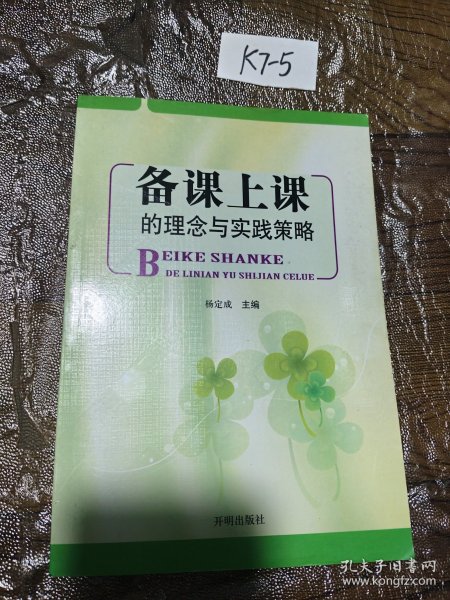 K7-5
备课上课
的理念与实践策略
BEIKE SHANKE
DE LINIAN YU SHIJIAN CELUE
杨定成 主编
开明出版社
孔夫子旧书网
www.kongfz.com